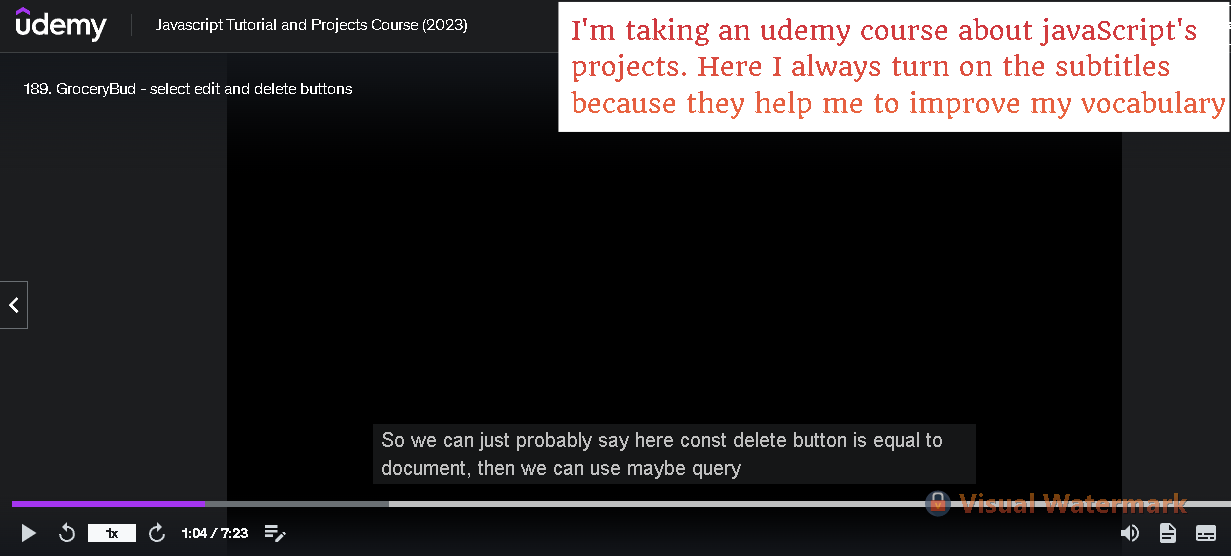 udemy
Javascript Tutorial and Projects Course (2023)
I'm taking an udemy course about javaScript's
projects. Here I always turn on the subtitles
because they help me to improve my vocabulary
189. GroceryBud - select edit and delete buttons
So we can just probably say here const delete button is equal to
document, then we can use maybe query
Visual Watermark
1x
1:04 / 7:23